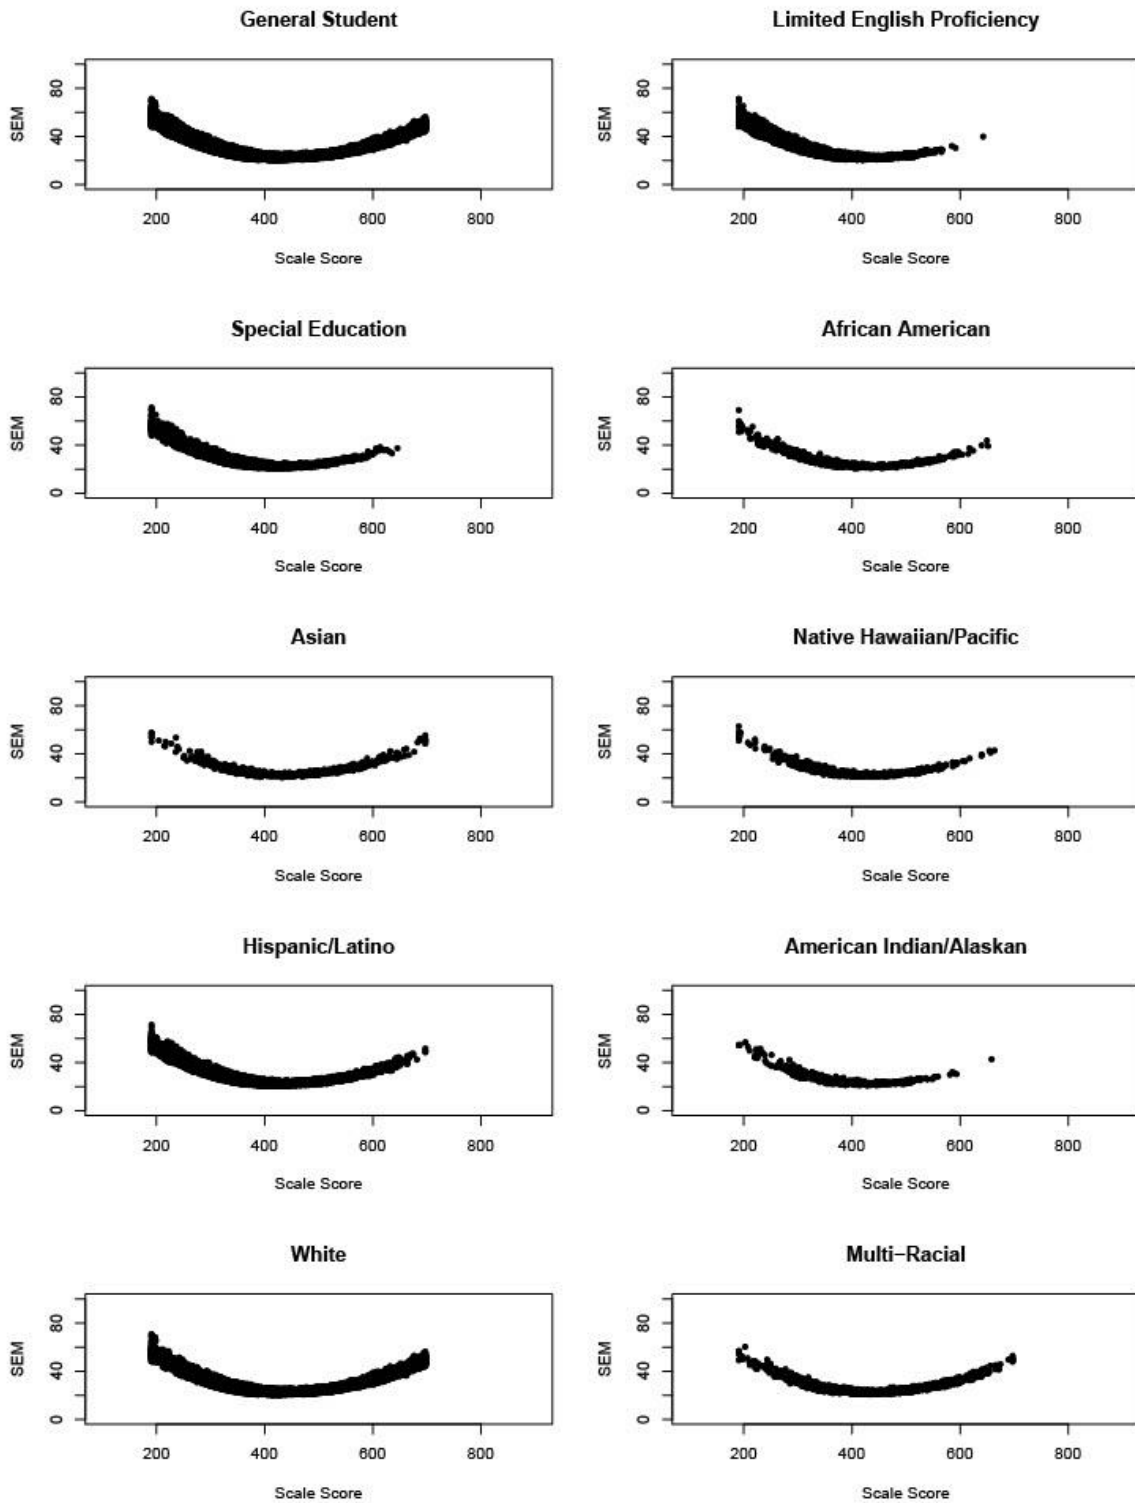 General Student
Limited English Proficiency
SEM
80
40
0
200 400 600 800
Scale Score
SEM
80
40
0
200 400 600 800
Scale Score
Special Education
African American
SEM
80
40
0
200 400 600 800
Scale Score
SEM
80
40
0
200 400 600 800
Scale Score
Asian
Native Hawaiian/Pacific
SEM
80
40
0
200 400 600 800
Scale Score
SEM
80
40
0
200 400 600 800
Scale Score
Hispanic/Latino
American Indian/Alaskan
SEM
80
40
0
200 400 600 800
Scale Score
SEM
80
40
0
200 400 600 800
Scale Score
White
Multi-Racial
SEM
80
40
0
200 400 600 800
Scale Score
SEM
80
40
0
200 400 600 800
Scale Score